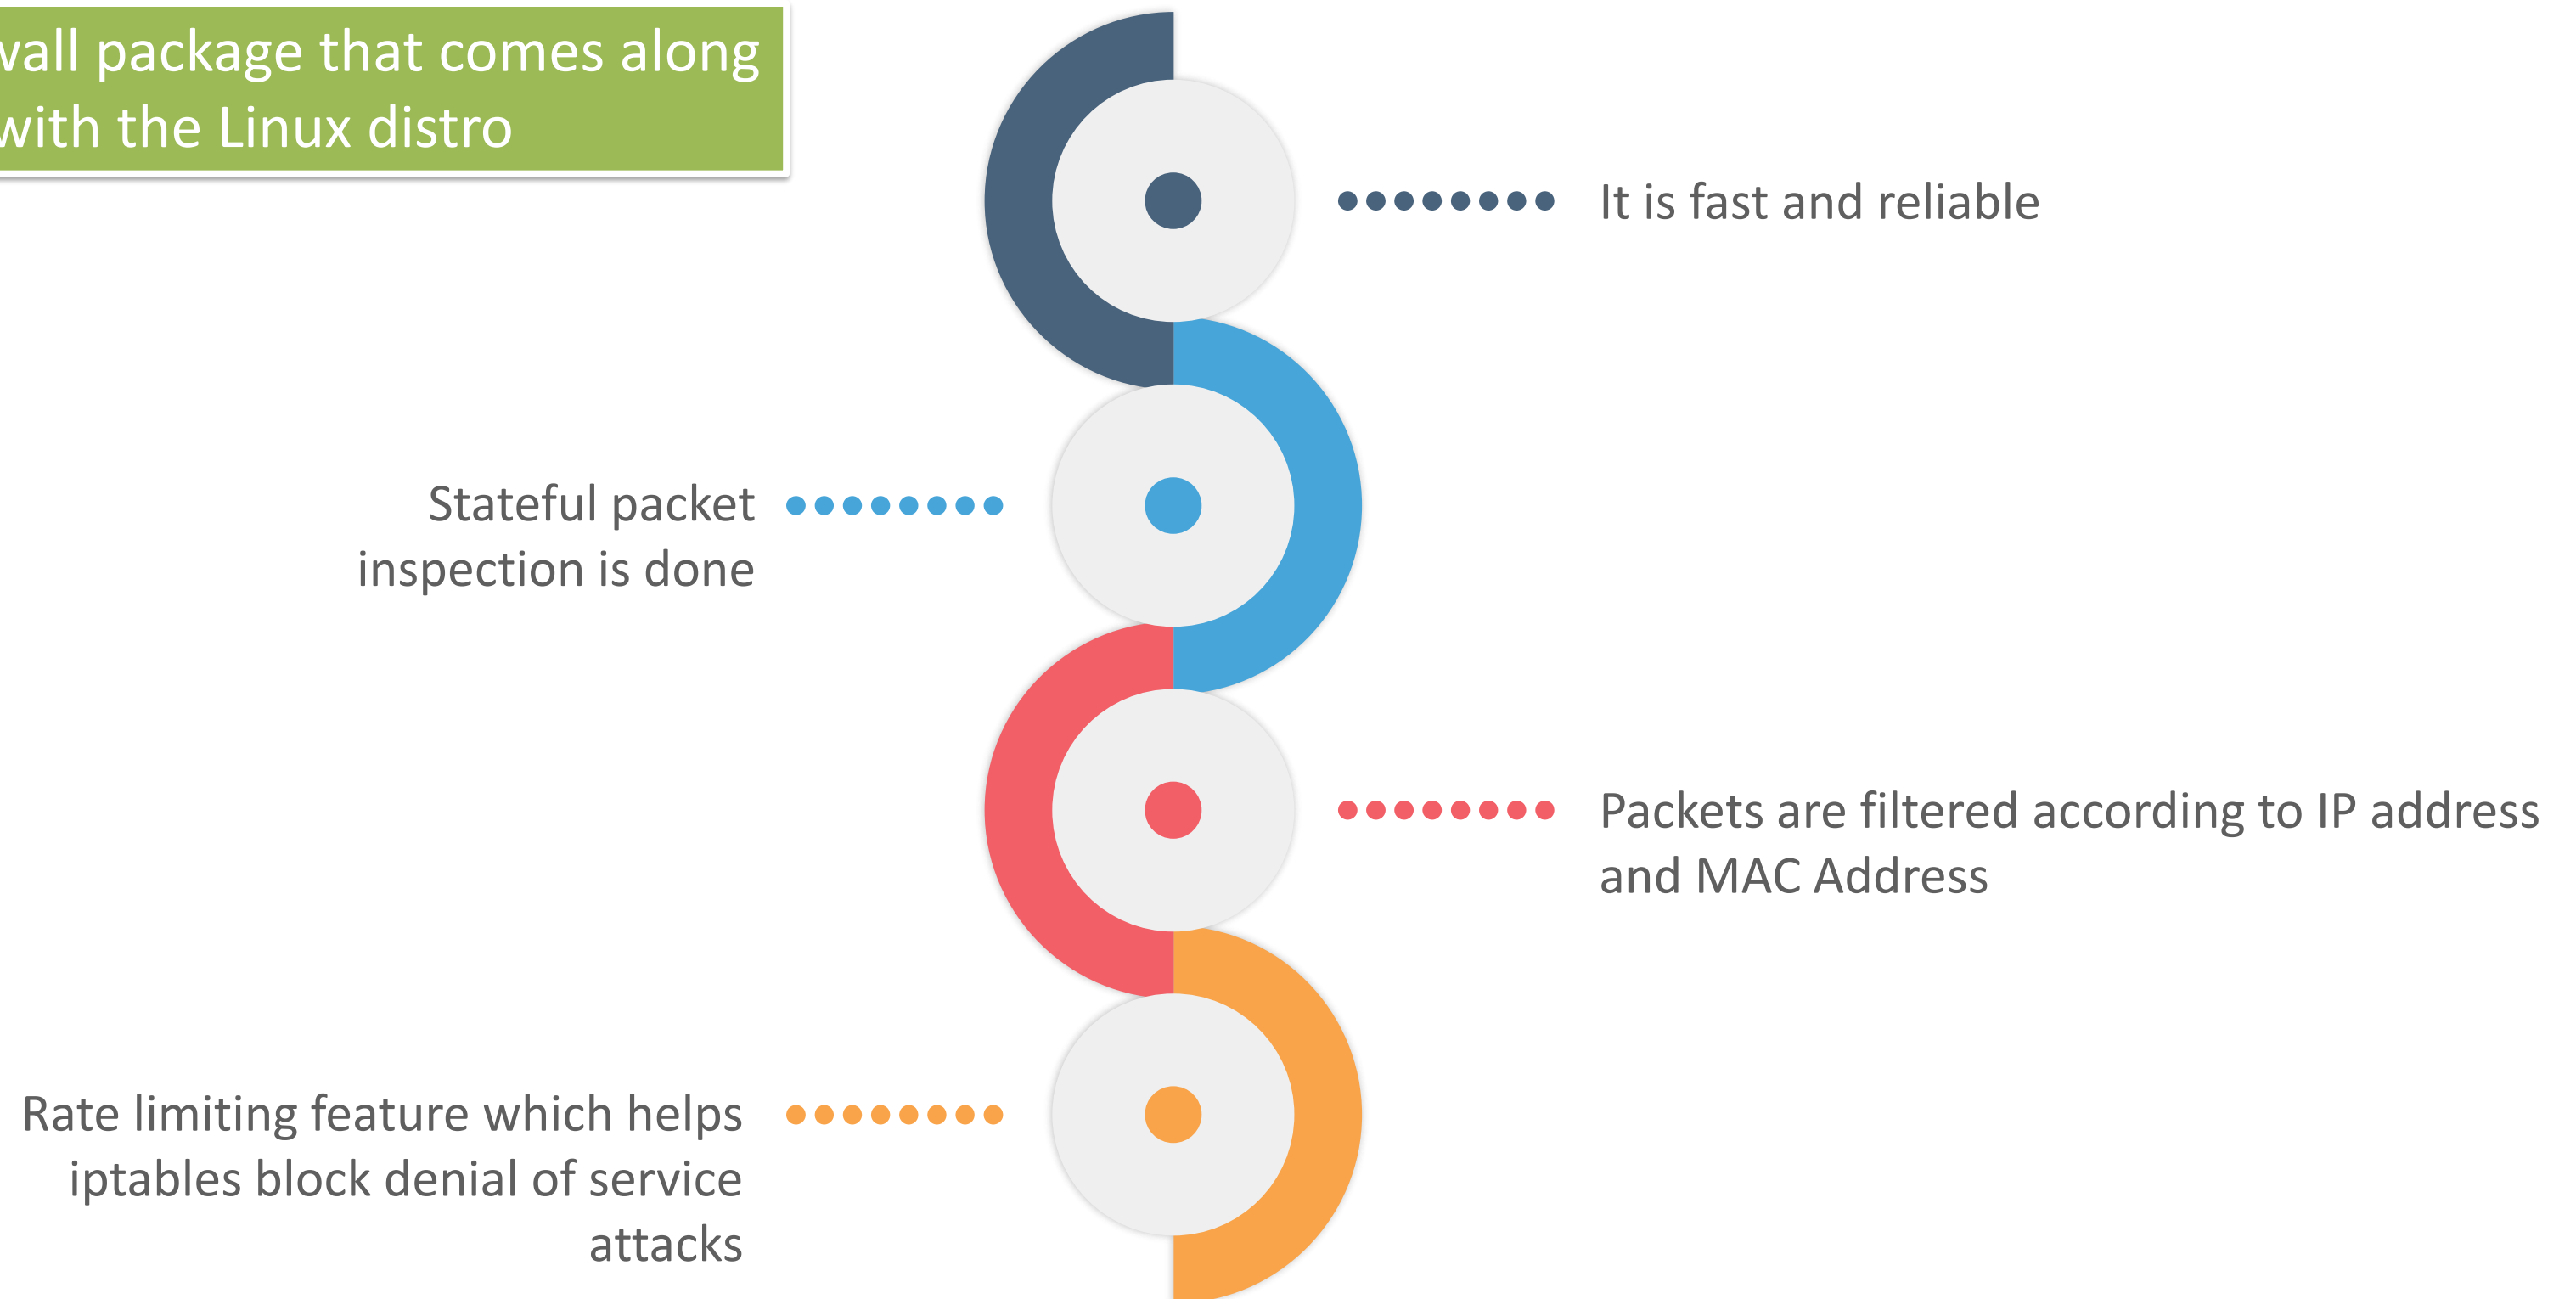 wall package that comes along
with the Linux distro
It is fast and reliable
Stateful packet
inspection is done
Packets are filtered according to IP address
and MAC Address
Rate limiting feature which helps
iptables block denial of service
attacks